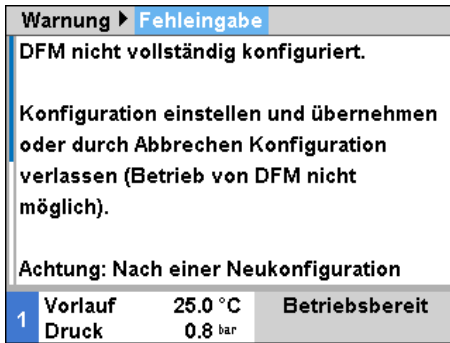 Warnung ▶ Fehleingabe
DFM nicht vollständig konfiguriert.
Konfiguration einstellen und übernehmen
oder durch Abbrechen Konfiguration
verlassen (Betrieb von DFM nicht
möglich).
Achtung: Nach einer Neukonfiguration
1 Vorlauf 25.0 °C Betriebsbereit
Druck 0.8 bar